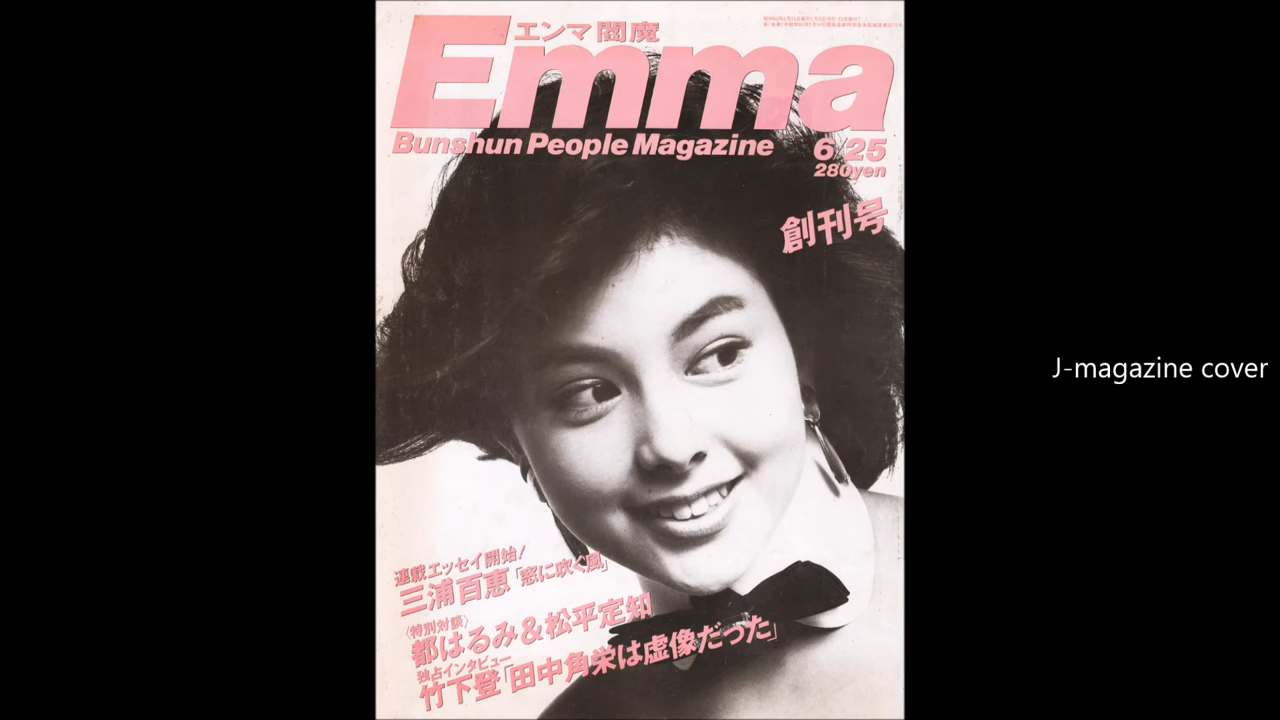 エンマ 閻魔
Emma
Bunshun People Magazine
6/25
280yen
創刊号
J-magazine cover
連載エッセイ開始!
三浦百恵「窓に吹く風」
〈特別対談〉
都はるみ&松平定知
独占インタビュー
竹下登「田中角栄は虚像だった」